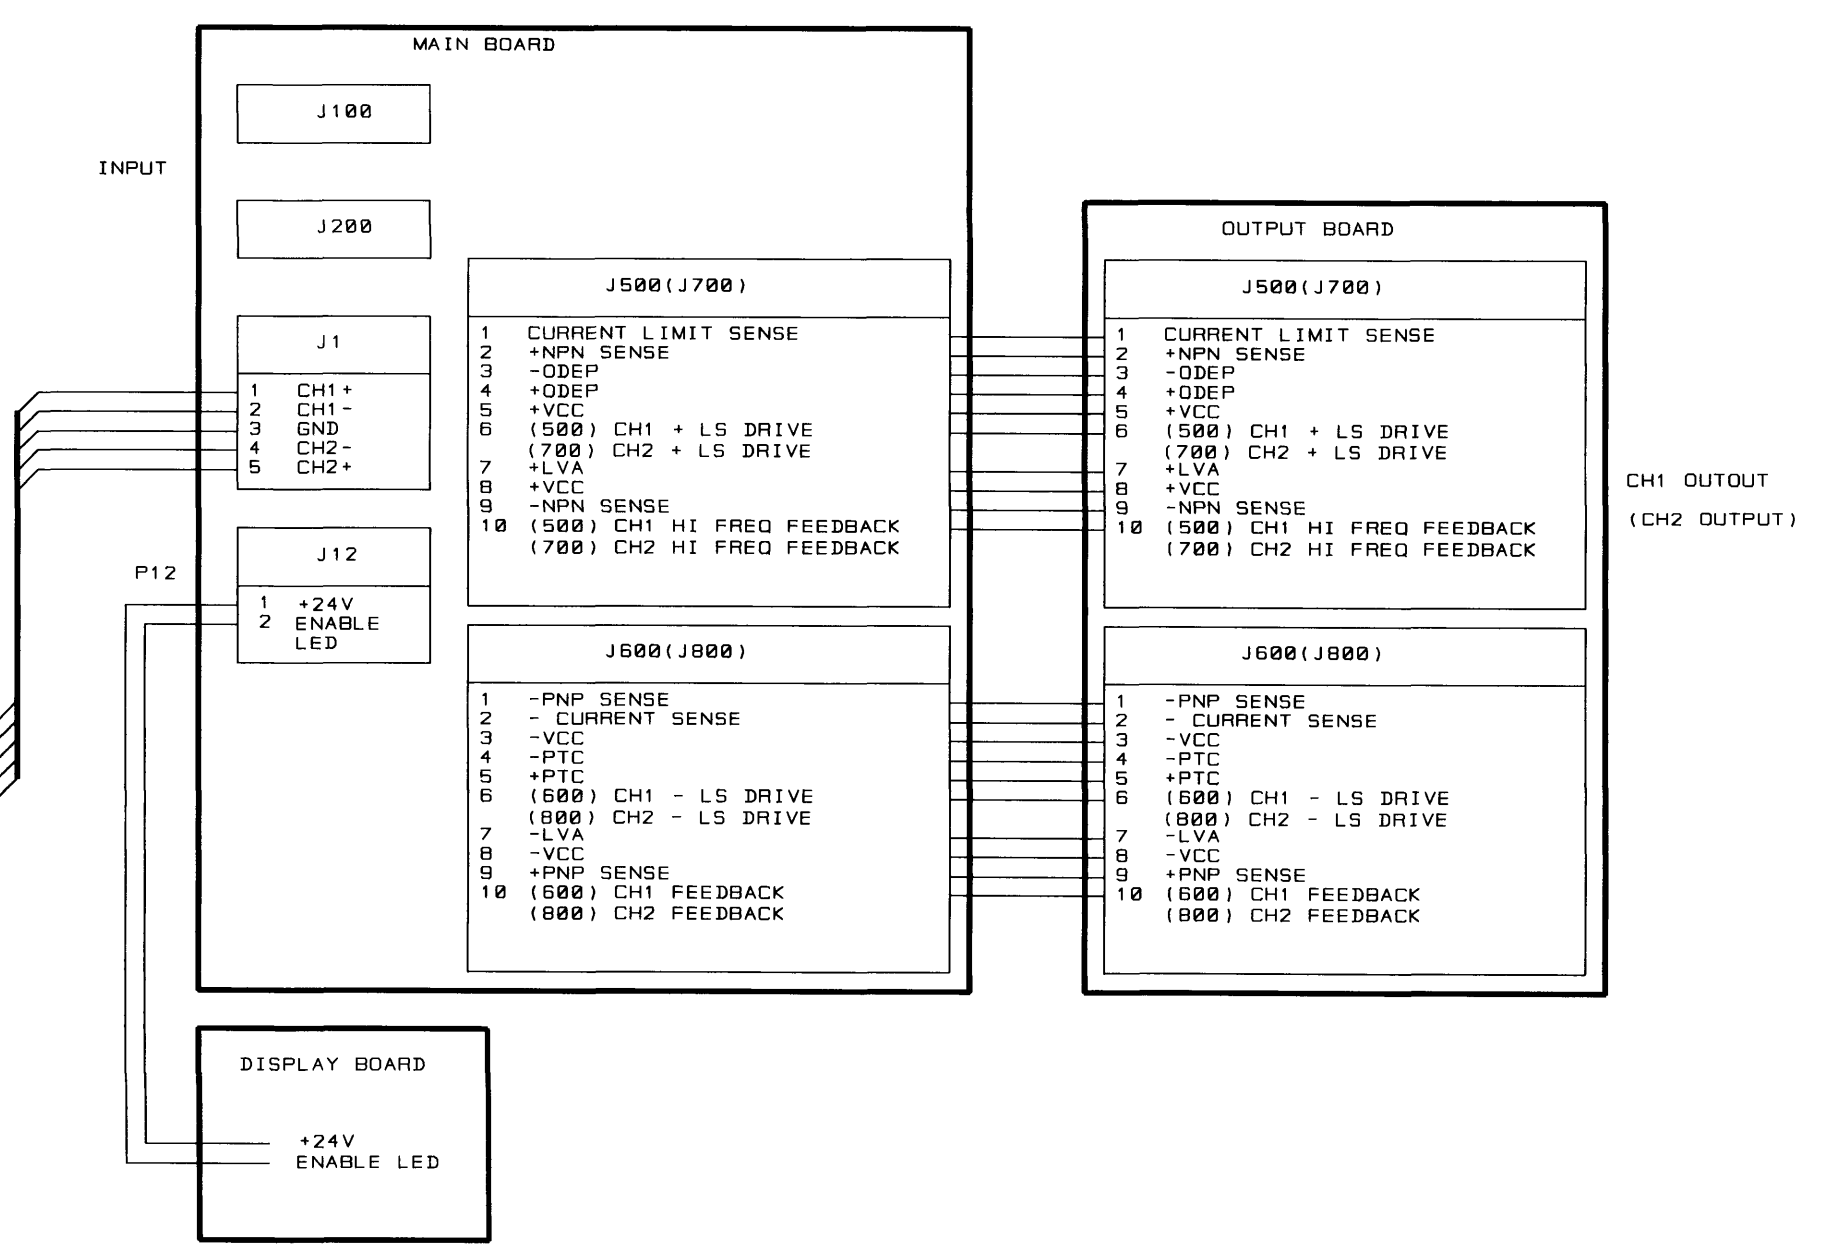 MAIN BOARD
J100
INPUT
J200
J1
1 CH1+
2 CH1-
3 GND
4 CH2-
5 CH2+
P12
J12
1 +24V
2 ENABLE
LED
J500(J700)
1 CURRENT LIMIT SENSE
2 +NPN SENSE
3 -ODEP
4 +ODEP
5 +VCC
6 (500) CH1 + LS DRIVE
(700) CH2 + LS DRIVE
7 +LVA
8 +VCC
9 -NPN SENSE
10 (500) CH1 HI FREQ FEEDBACK
(700) CH2 HI FREQ FEEDBACK
J600(J800)
1 -PNP SENSE
2 - CURRENT SENSE
3 -VCC
4 -PTC
5 +PTC
6 (600) CH1 - LS DRIVE
(800) CH2 - LS DRIVE
7 -LVA
8 -VCC
9 +PNP SENSE
10 (600) CH1 FEEDBACK
(800) CH2 FEEDBACK
OUTPUT BOARD
J500(J700)
1 CURRENT LIMIT SENSE
2 +NPN SENSE
3 -ODEP
4 +ODEP
5 +VCC
6 (500) CH1 + LS DRIVE
(700) CH2 + LS DRIVE
7 +LVA
8 +VCC
9 -NPN SENSE
10 (500) CH1 HI FREQ FEEDBACK
(700) CH2 HI FREQ FEEDBACK
J600(J800)
1 -PNP SENSE
2 - CURRENT SENSE
3 -VCC
4 -PTC
5 +PTC
6 (600) CH1 - LS DRIVE
(800) CH2 - LS DRIVE
7 -LVA
8 -VCC
9 +PNP SENSE
10 (600) CH1 FEEDBACK
(800) CH2 FEEDBACK
CH1 OUTOUT
(CH2 OUTPUT)
DISPLAY BOARD
+24V
ENABLE LED